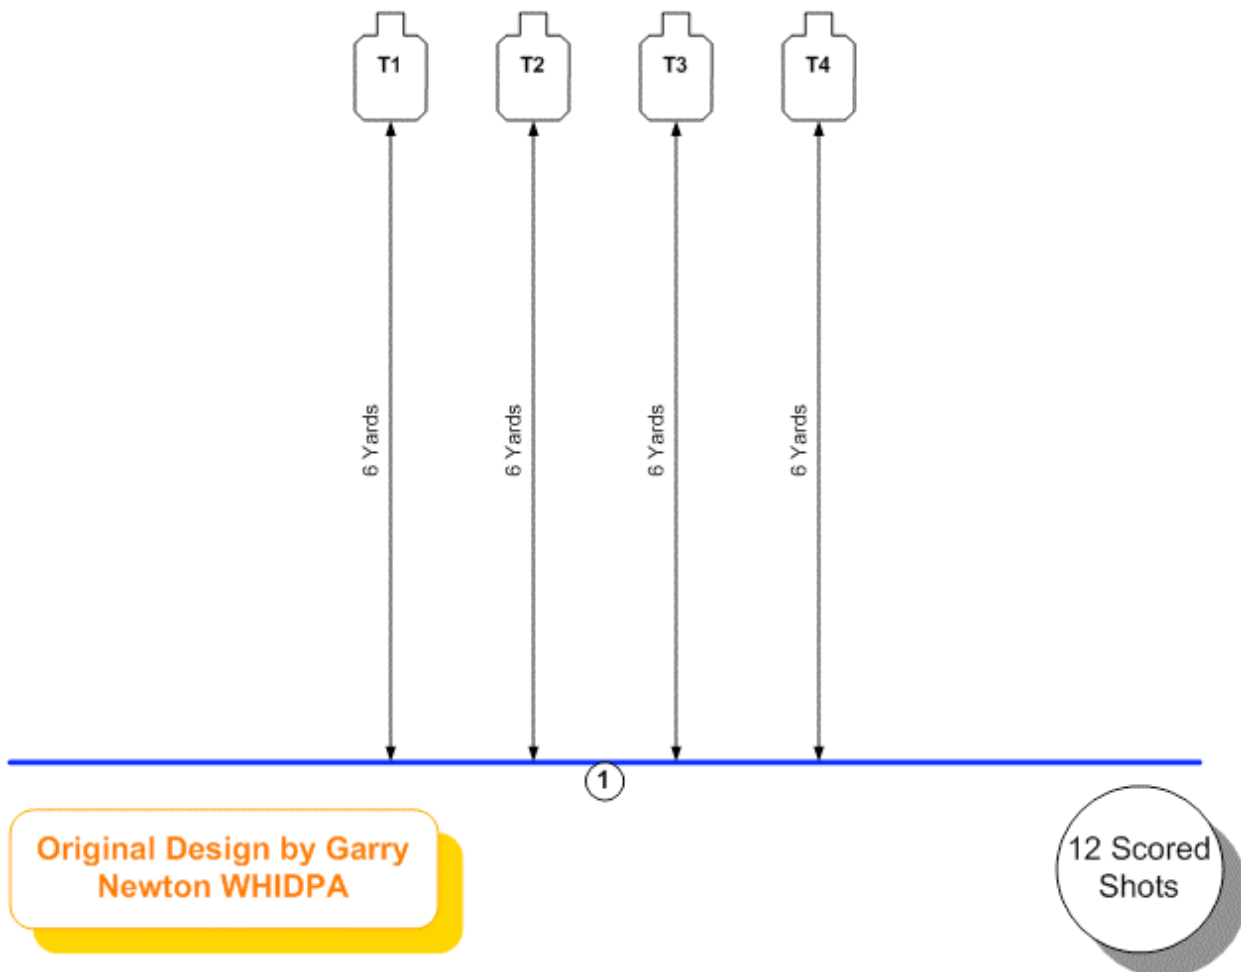 T1
T2
T3
T4
6 Yards
6 Yards
6 Yards
6 Yards
1
Original Design by Garry
Newton WHIDPA
12 Scored
Shots